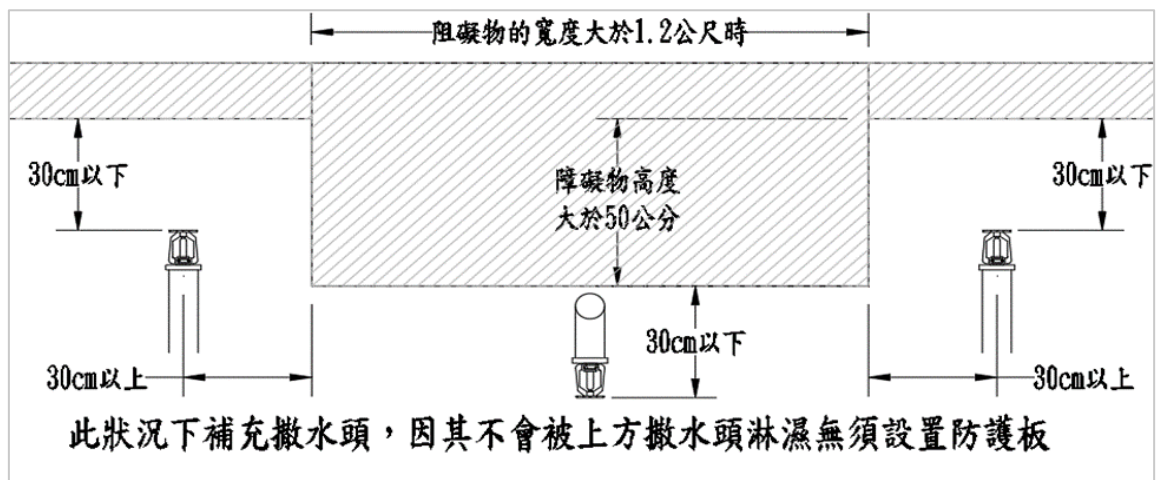 阻礙物的寬度大於1.2公尺時
30cm以下
30cm以下
障礙物高度
大於50公分
30cm以下
30cm以上
30cm以上
此狀況下補充撒水頭，因其不會被上方撒水頭淋濕無須設置防護板